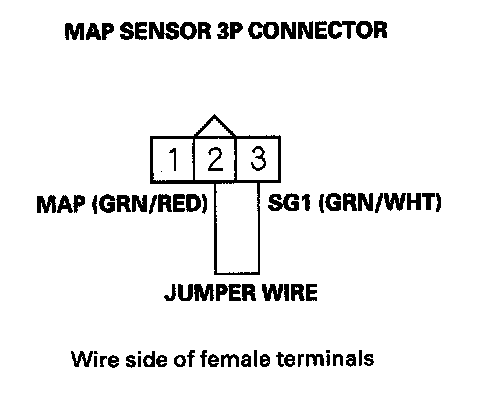 MAP SENSOR 3P CONNECTOR
1 2 3
MAP (GRN/RED) SG1 (GRN/WHT)
JUMPER WIRE
Wire side of female terminals